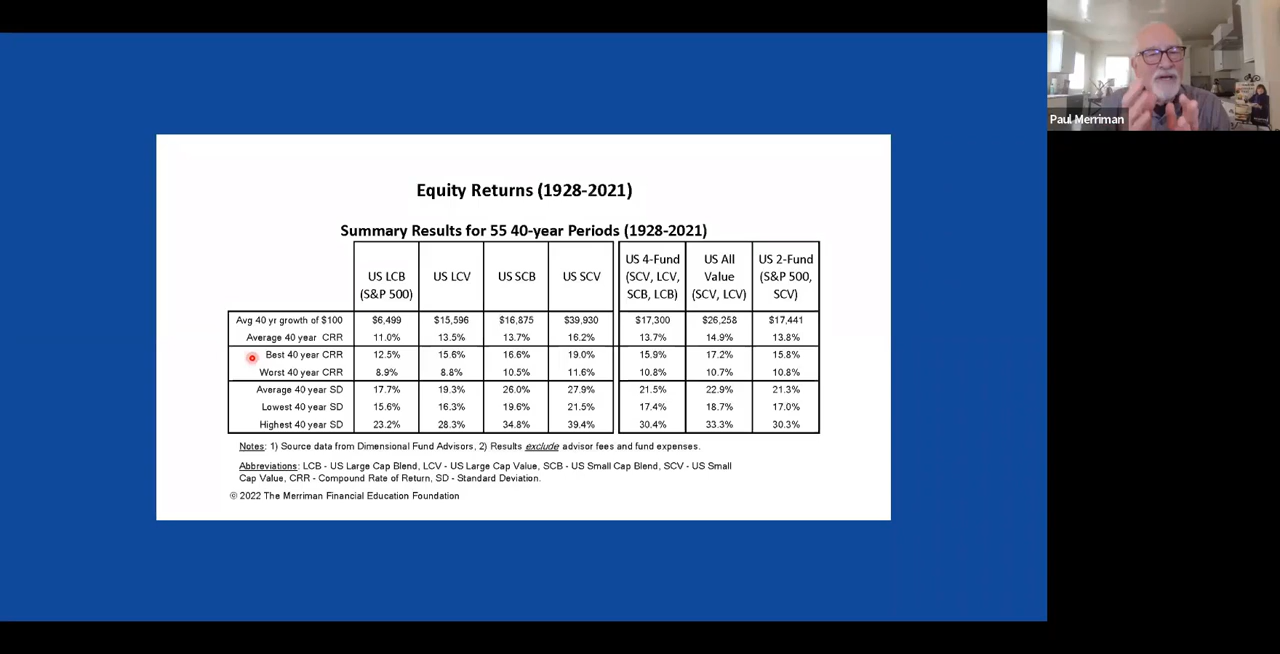 Paul Merriman
Equity Returns (1928-2021)
Summary Results for 55 40-year Periods (1928-2021)
US LCB
(S&P 500)
US LCV
US SCB
US SCV
US 4-Fund
(SCV, LCV,
SCB, LCB)
US All
Value
(SCV, LCV)
US 2-Fund
(S&P 500,
SCV)
Avg 40 yr growth of $100 $6,499 $15,596 $16,875 $39,930 $17,300 $26,258 $17,441
Average 40 year CRR 11.0% 13.5% 13.7% 16.2% 13.7% 14.9% 13.8%
Best 40 year CRR 12.5% 15.6% 16.6% 19.0% 15.9% 17.2% 15.8%
Worst 40 year CRR 8.9% 8.8% 10.5% 11.6% 10.8% 10.7% 10.8%
Average 40 year SD 17.7% 19.3% 26.0% 27.9% 21.5% 22.9% 21.3%
Lowest 40 year SD 15.6% 16.3% 19.6% 21.5% 17.4% 18.7% 17.0%
Highest 40 year SD 23.2% 28.3% 34.8% 39.4% 30.4% 33.3% 30.3%
Notes: 1) Source data from Dimensional Fund Advisors, 2) Results exclude advisor fees and fund expenses.
Abbreviations: LCB - US Large Cap Blend, LCV - US Large Cap Value, SCB - US Small Cap Blend, SCV - US Small
Cap Value, CRR - Compound Rate of Return, SD - Standard Deviation.
© 2022 The Merriman Financial Education Foundation